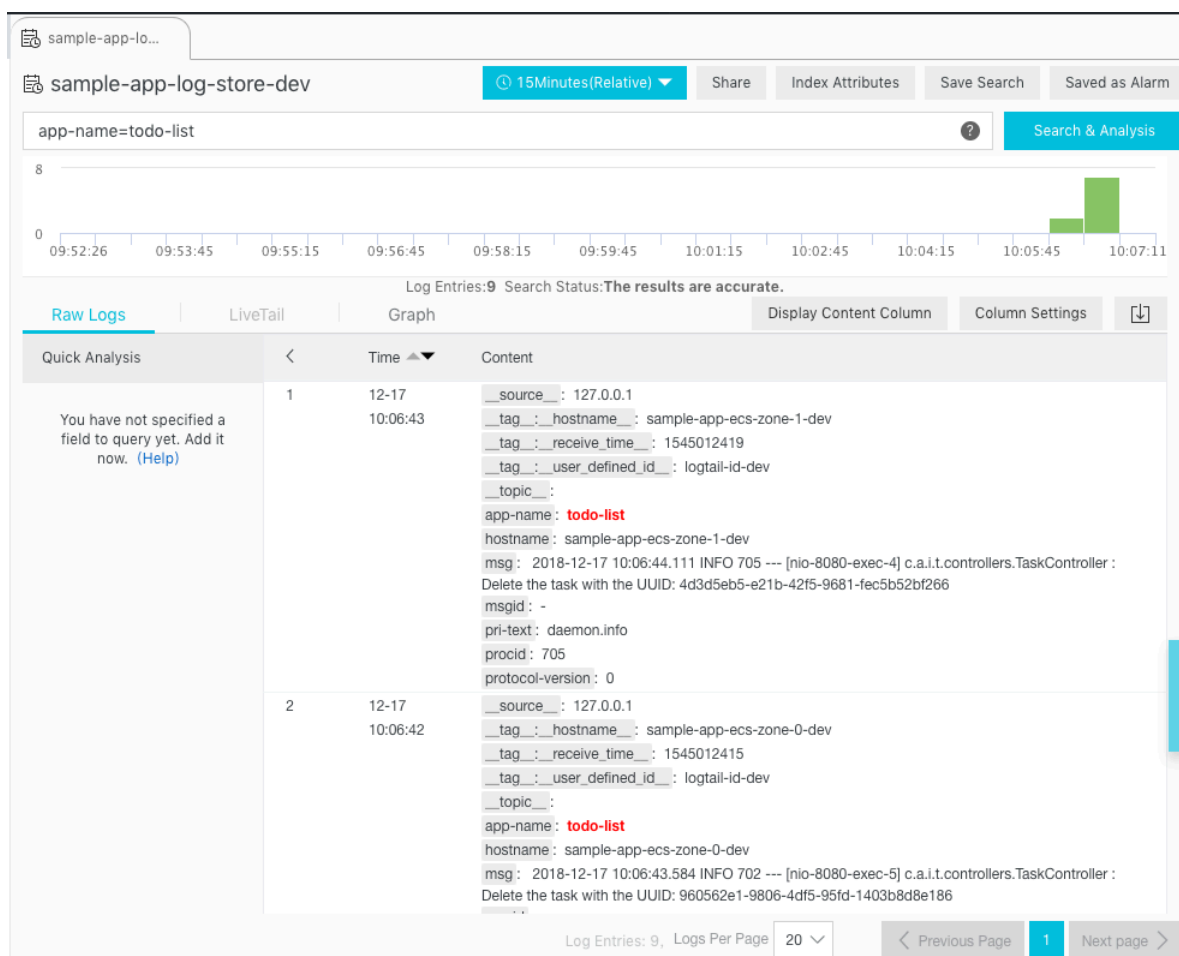 sample-app-lo...
sample-app-log-store-dev
15Minutes(Relative)
Share
Index Attributes
Save Search
Saved as Alarm
app-name=todo-list
?
Search & Analysis
8
0
09:52:26 09:53:45 09:55:15 09:56:45 09:58:15 09:59:45 10:01:15 10:02:45 10:04:15 10:05:45 10:07:11
Log Entries:9 Search Status:The results are accurate.
Raw Logs
LiveTail
Graph
Display Content Column
Column Settings
Quick Analysis
<
Time
Content
You have not specified a
field to query yet. Add it
now. (Help)
1
12-17
10:06:43
__source__: 127.0.0.1
__tag__:__hostname__: sample-app-ecs-zone-1-dev
__tag__:__receive_time__: 1545012419
__tag__:__user_defined_id__: logtail-id-dev
__topic__:
app-name: todo-list
hostname: sample-app-ecs-zone-1-dev
msg: 2018-12-17 10:06:44.111 INFO 705 --- [nio-8080-exec-4] c.a.i.t.controllers.TaskController :
Delete the task with the UUID: 4d3d5eb5-e21b-42f5-9681-fec5b52bf266
msgid: -
pri-text: daemon.info
procid: 705
protocol-version: 0
2
12-17
10:06:42
__source__: 127.0.0.1
__tag__:__hostname__: sample-app-ecs-zone-0-dev
__tag__:__receive_time__: 1545012415
__tag__:__user_defined_id__: logtail-id-dev
__topic__:
app-name: todo-list
hostname: sample-app-ecs-zone-0-dev
msg: 2018-12-17 10:06:43.584 INFO 702 --- [nio-8080-exec-5] c.a.i.t.controllers.TaskController :
Delete the task with the UUID: 960562e1-9806-4df5-95fd-1403b8d8e186
Log Entries: 9, Logs Per Page 20
< Previous Page
1
Next page >